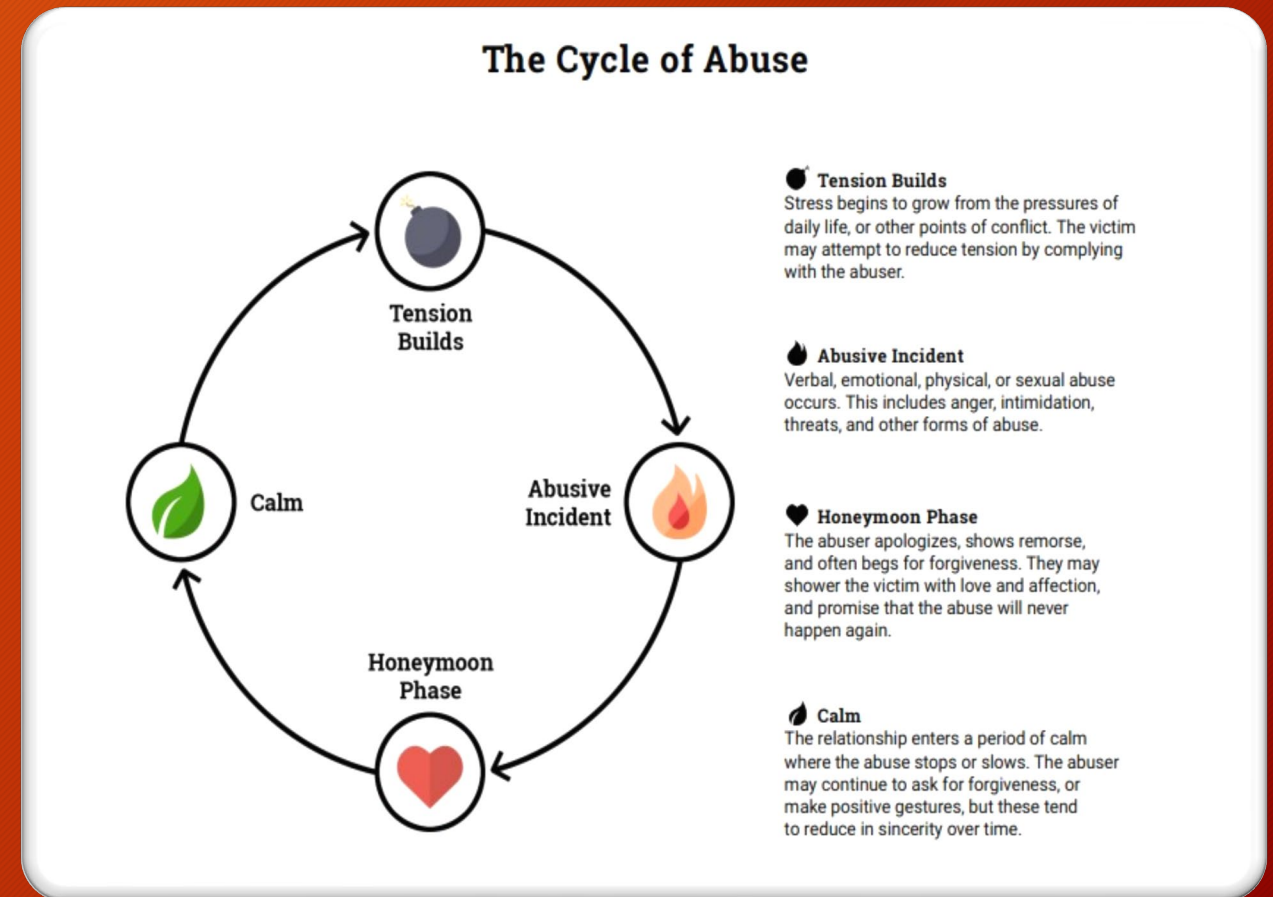 The Cycle of Abuse
Tension
Builds
Abusive
Incident
Honeymoon
Phase
Calm
Tension Builds
Stress begins to grow from the pressures of
daily life, or other points of conflict. The victim
may attempt to reduce tension by complying
with the abuser.
Abusive Incident
Verbal, emotional, physical, or sexual abuse
occurs. This includes anger, intimidation,
threats, and other forms of abuse.
Honeymoon Phase
The abuser apologizes, shows remorse,
and often begs for forgiveness. They may
shower the victim with love and affection,
and promise that the abuse will never
happen again.
Calm
The relationship enters a period of calm
where the abuse stops or slows. The abuser
may continue to ask for forgiveness, or
make positive gestures, but these tend
to reduce in sincerity over time.